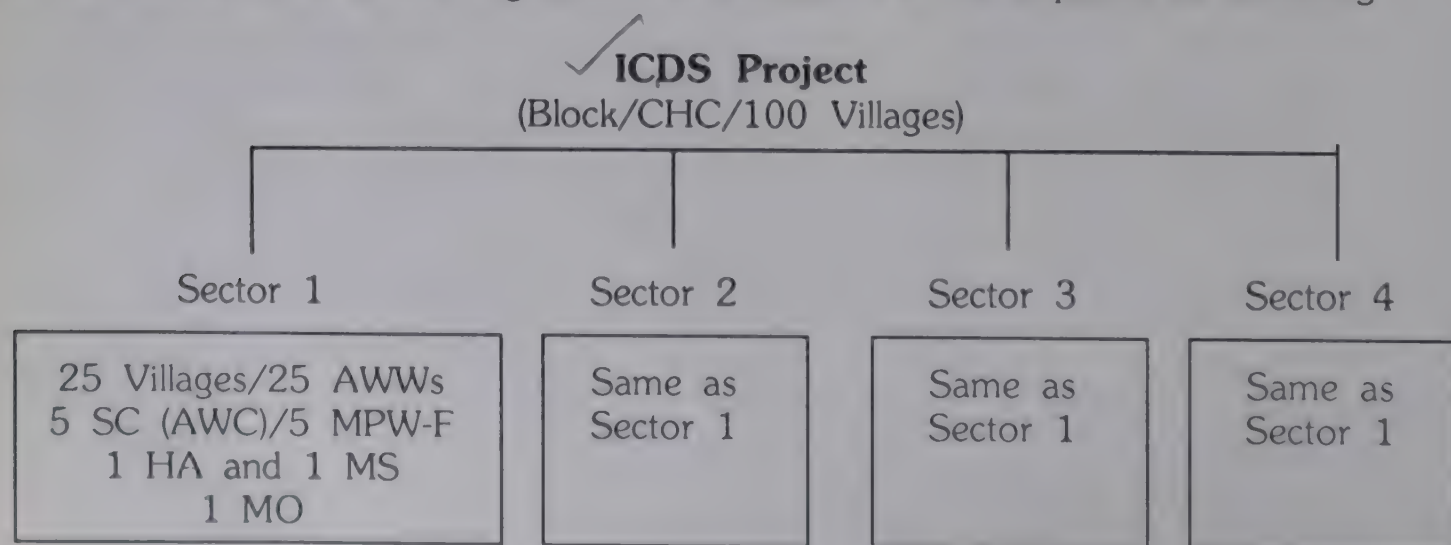 ICDS Project
(Block/CHC/100 Villages)
Sector 1
Sector 2
Sector 3
Sector 4
25 Villages/25 AWWs
5 SC (AWC)/5 MPW-F
1 HA and 1 MS
1 MO
Same as
Sector 1
Same as
Sector 1
Same as
Sector 1